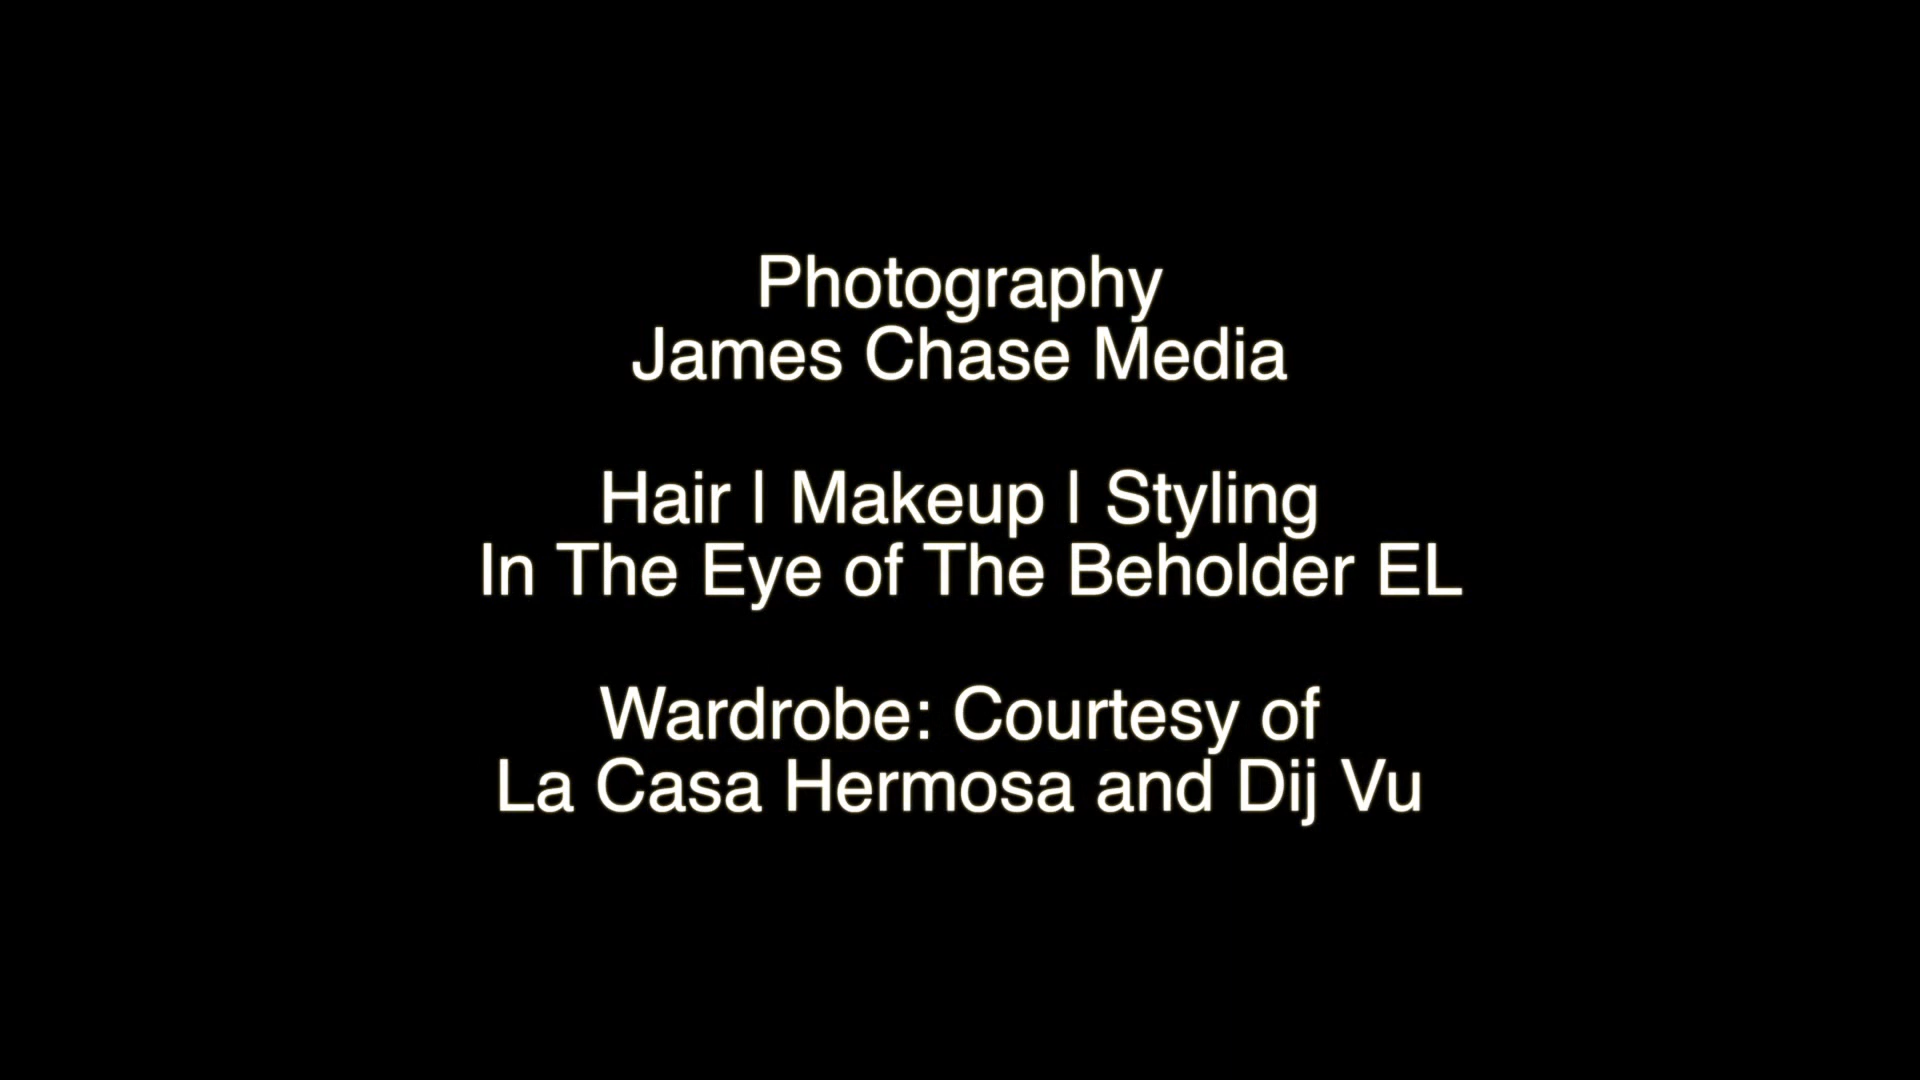 Photography
James Chase Media
Hair | Makeup | Styling
In The Eye of The Beholder EL
Wardrobe: Courtesy of
La Casa Hermosa and Dij Vu